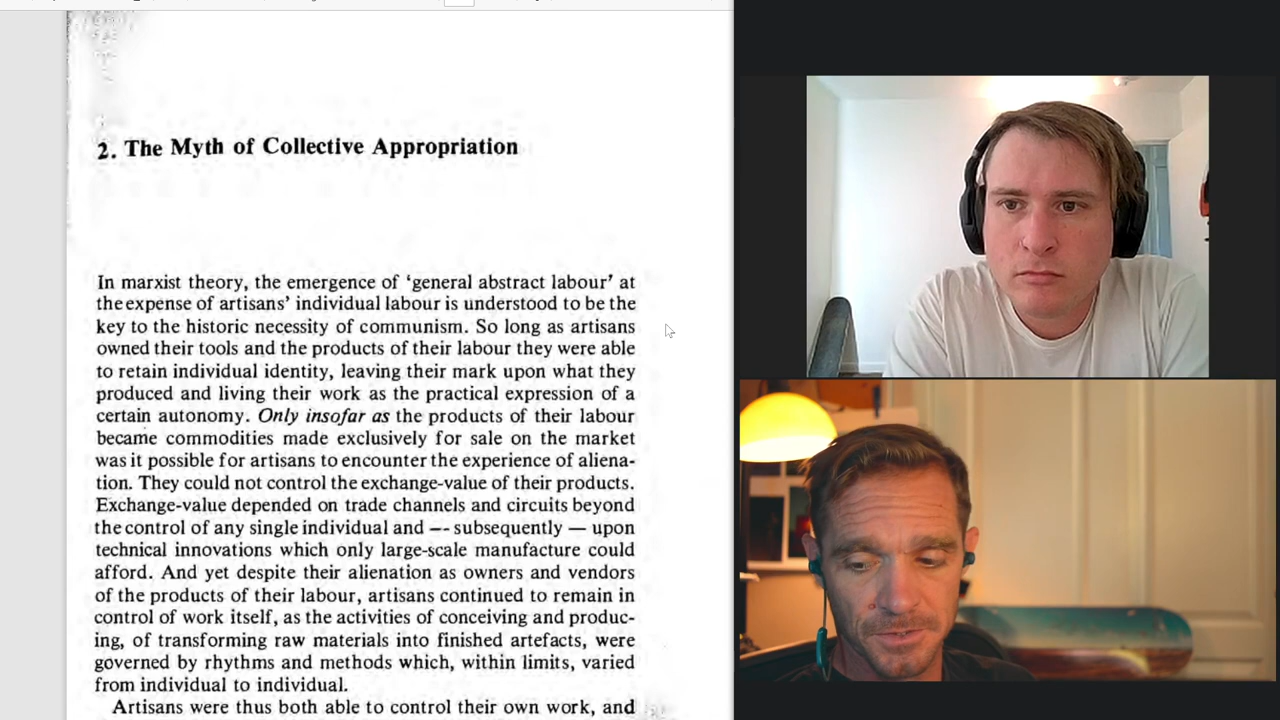 2. The Myth of Collective Appropriation
In marxist theory, the emergence of ‘general abstract labour’ at
the expense of artisans’ individual labour is understood to be the
key to the historic necessity of communism. So long as artisans
owned their tools and the products of their labour they were able
to retain individual identity, leaving their mark upon what they
produced and living their work as the practical expression of a
certain autonomy. Only insofar as the products of their labour
became commodities made exclusively for sale on the market
was it possible for artisans to encounter the experience of aliena-
tion. They could not control the exchange-value of their products.
Exchange-value depended on trade channels and circuits beyond
the control of any single individual and –- subsequently — upon
technical innovations which only large-scale manufacture could
afford. And yet despite their alienation as owners and vendors
of the products of their labour, artisans continued to remain in
control of work itself, as the activities of conceiving and produc-
ing, of transforming raw materials into finished artefacts, were
governed by rhythms and methods which, within limits, varied
from individual to individual.
Artisans were thus both able to control their own work, and